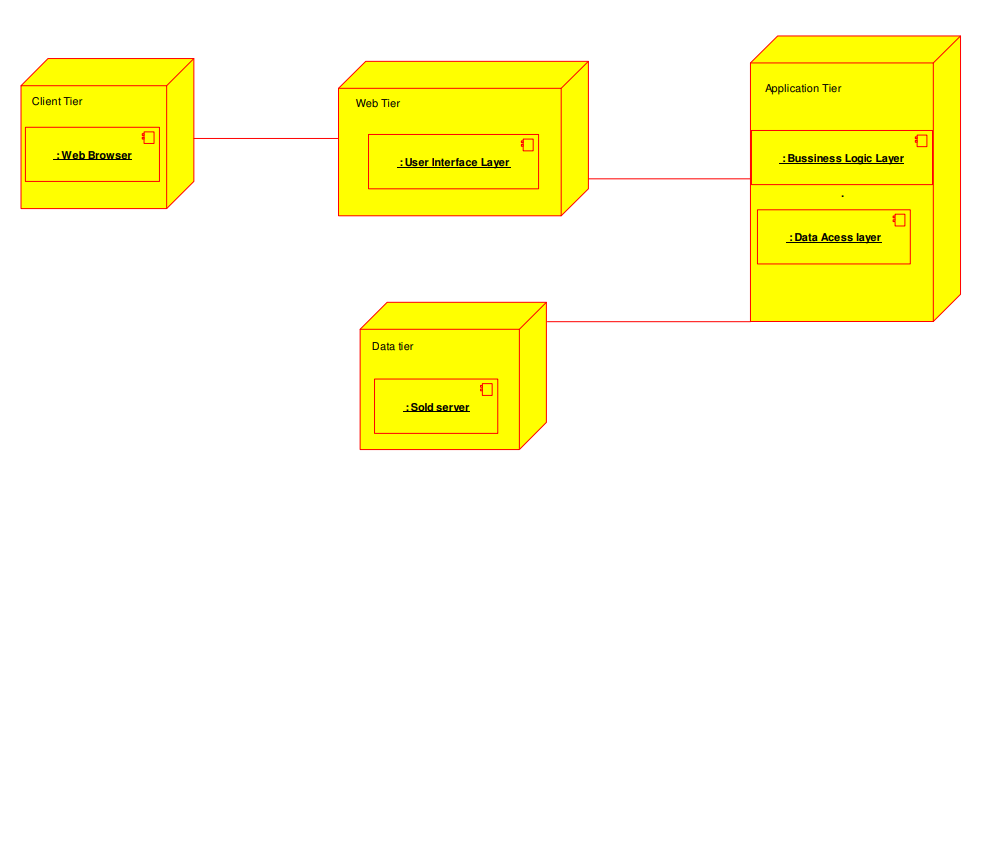 Client Tier
: Web Browser
Web Tier
: User Interface Layer
Application Tier
: Bussiness Logic Layer
.
: Data Acess layer
Data tier
: Sold server